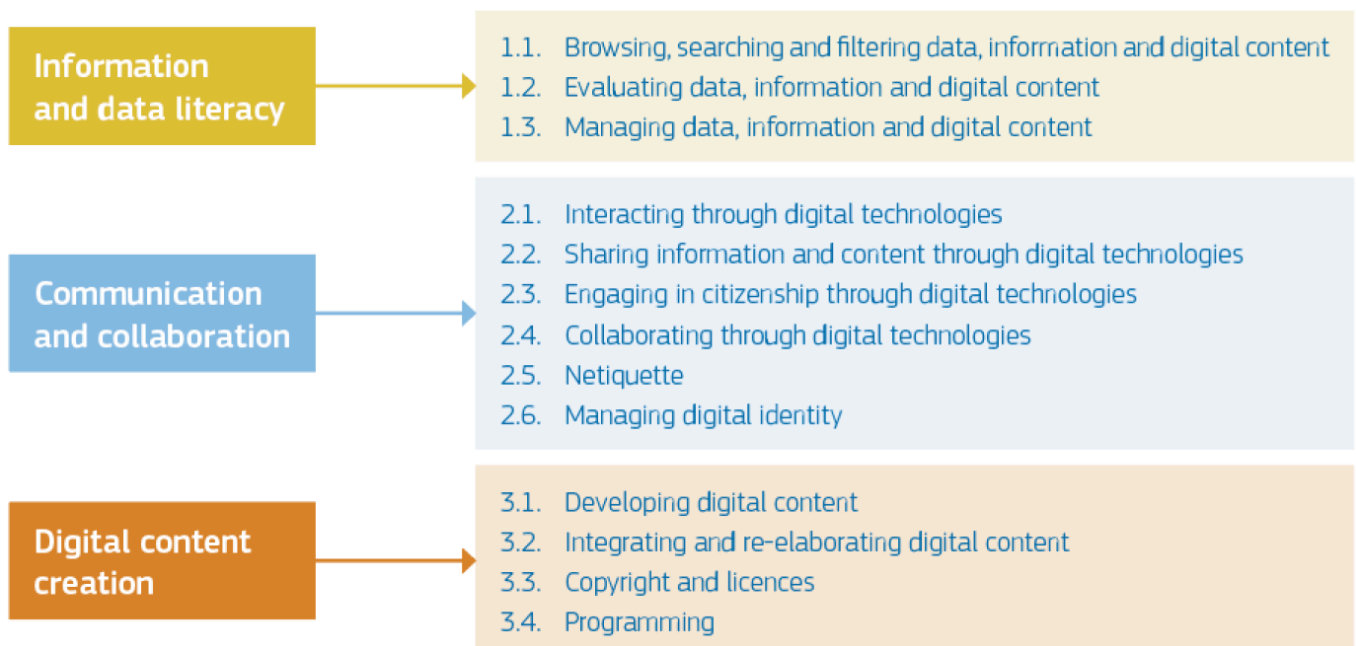 Information
and data literacy
1.1. Browsing, searching and filtering data, information and digital content
1.2. Evaluating data, information and digital content
1.3. Managing data, information and digital content
Communication
and collaboration
2.1. Interacting through digital technologies
2.2. Sharing information and content through digital technologies
2.3. Engaging in citizenship through digital technologies
2.4. Collaborating through digital technologies
2.5. Netiquette
2.6. Managing digital identity
Digital content
creation
3.1. Developing digital content
3.2. Integrating and re-elaborating digital content
3.3. Copyright and licences
3.4. Programming